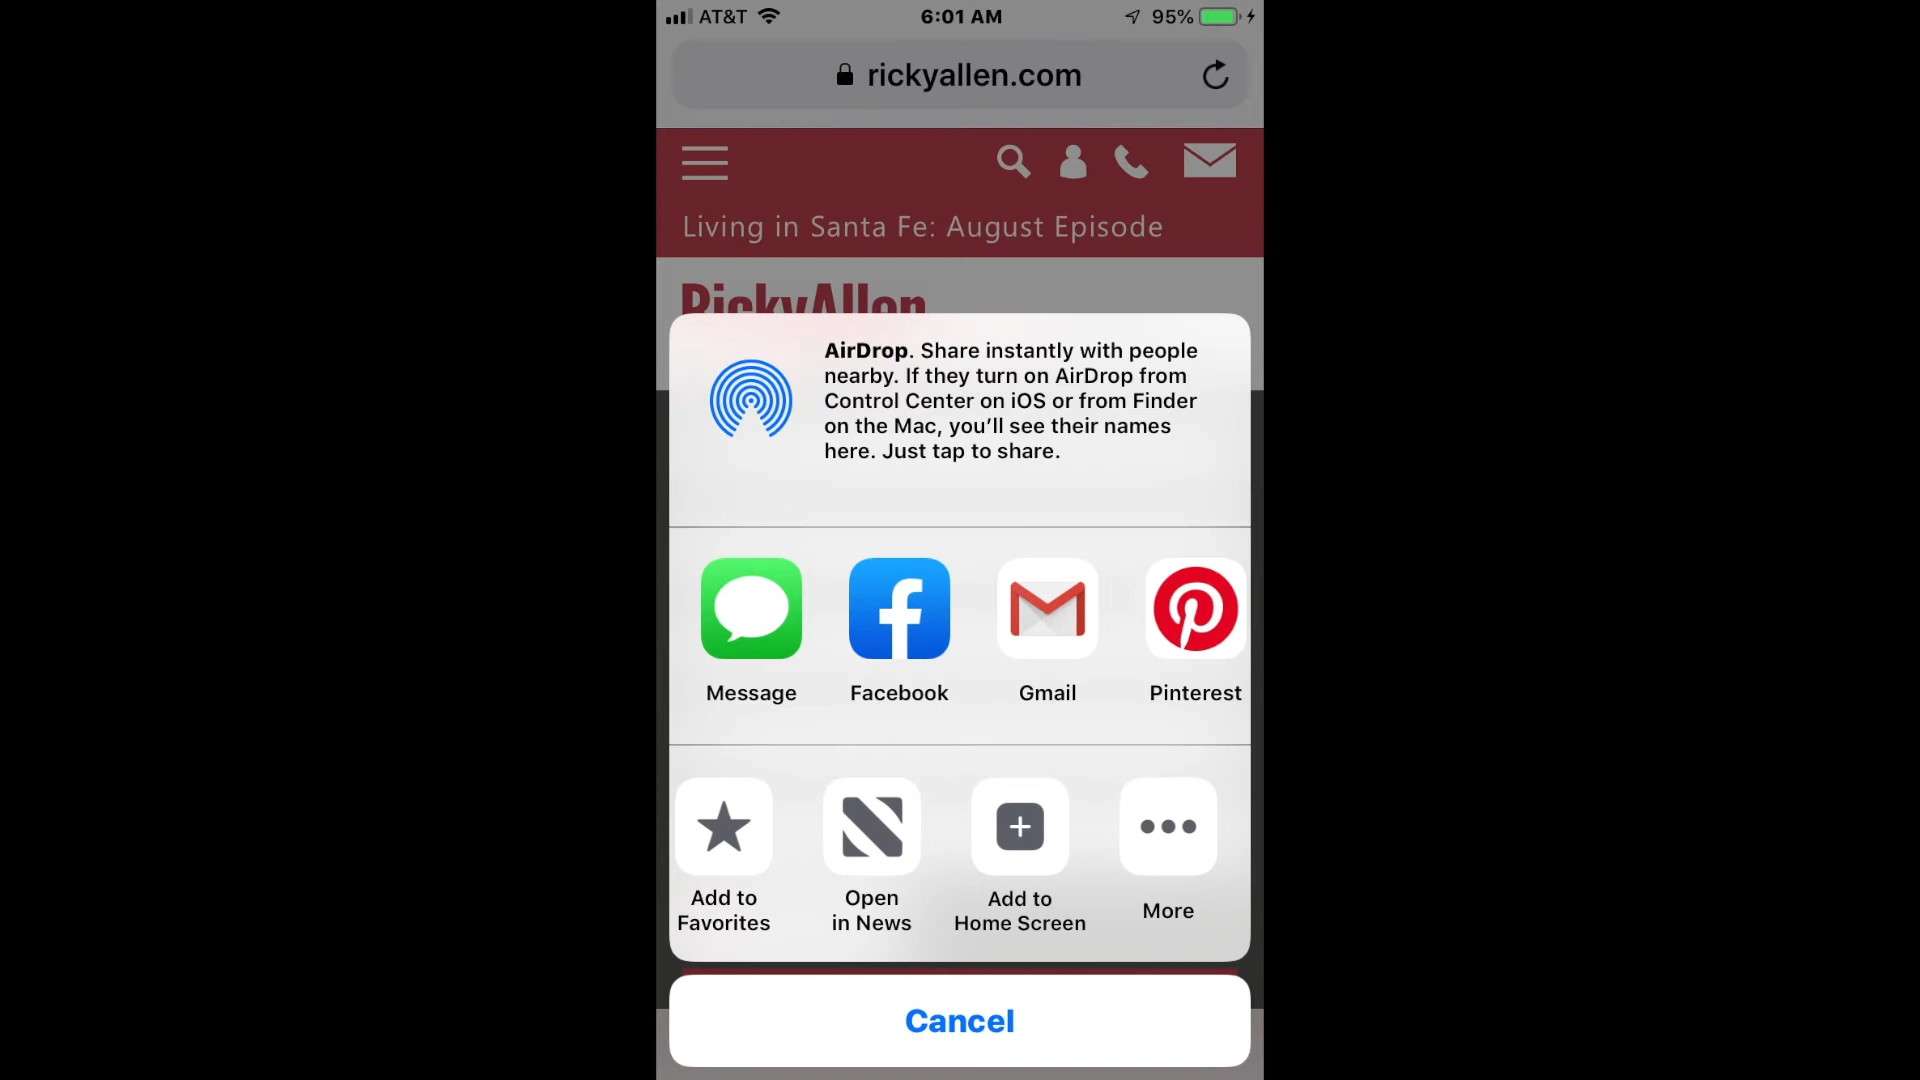 AT&T 6:01 AM 95%
rickyallen.com
Living in Santa Fe: August Episode
RickyAllen
AirDrop. Share instantly with people
nearby. If they turn on AirDrop from
Control Center on iOS or from Finder
on the Mac, you’ll see their names
here. Just tap to share.
Message Facebook Gmail Pinterest
Add to
Favorites
Open
in News
Add to
Home Screen
More
Cancel